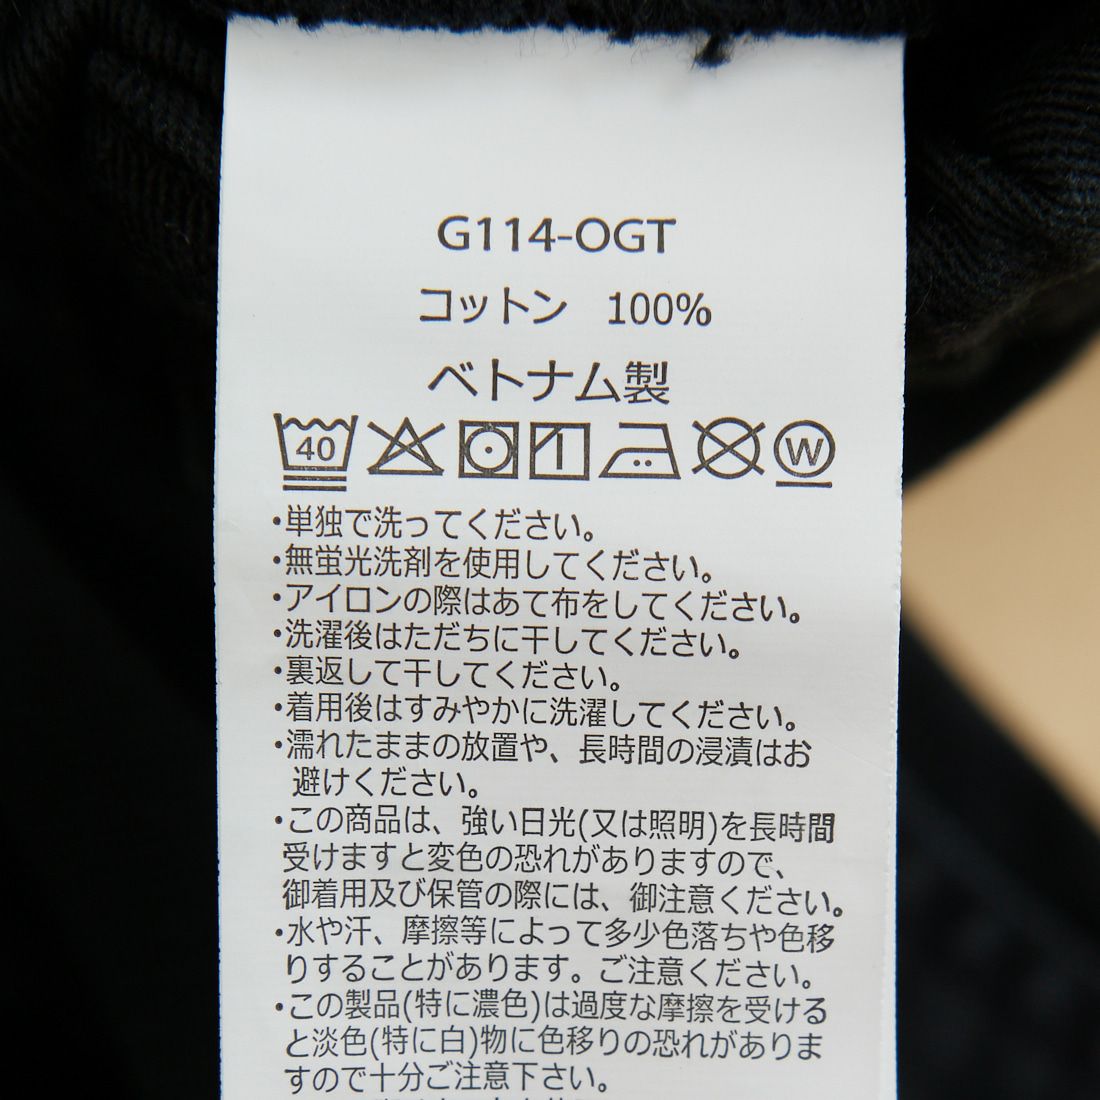 G114-OGT
コットン 100%
ベトナム製
40 W
・単独で洗ってください。
・無蛍光洗剤を使用してください。
・アイロンの際はあて布をしてください。
・洗濯後はただちに干してください。
・裏返して干してください。
・着用後はすみやかに洗濯してください。
・濡れたままの放置や、長時間の浸漬はお
避けください。
・この商品は、強い日光(又は照明)を長時間
受けますと変色の恐れがありますので、
御着用及び保管の際には、御注意ください。
・水や汗、摩擦等によって多少色落ちや色移
りすることがあります。ご注意ください。
・この製品(特に濃色)は過度な摩擦を受ける
と淡色(特に白)物に色移りの恐れがありま
すので十分ご注意下さい。